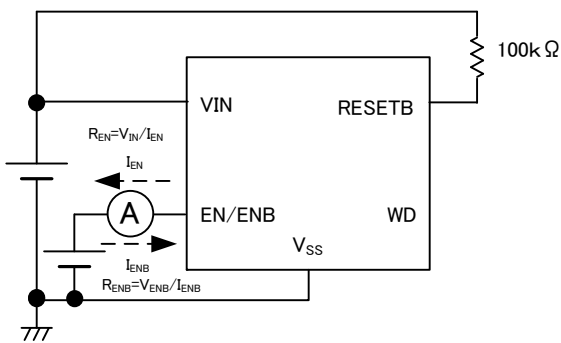 100kΩ
VIN
RESETB
R_EN=V_IN/I_EN
I_EN
A
EN/ENB
WD
V_SS
I_ENB
R_ENB=V_ENB/I_ENB